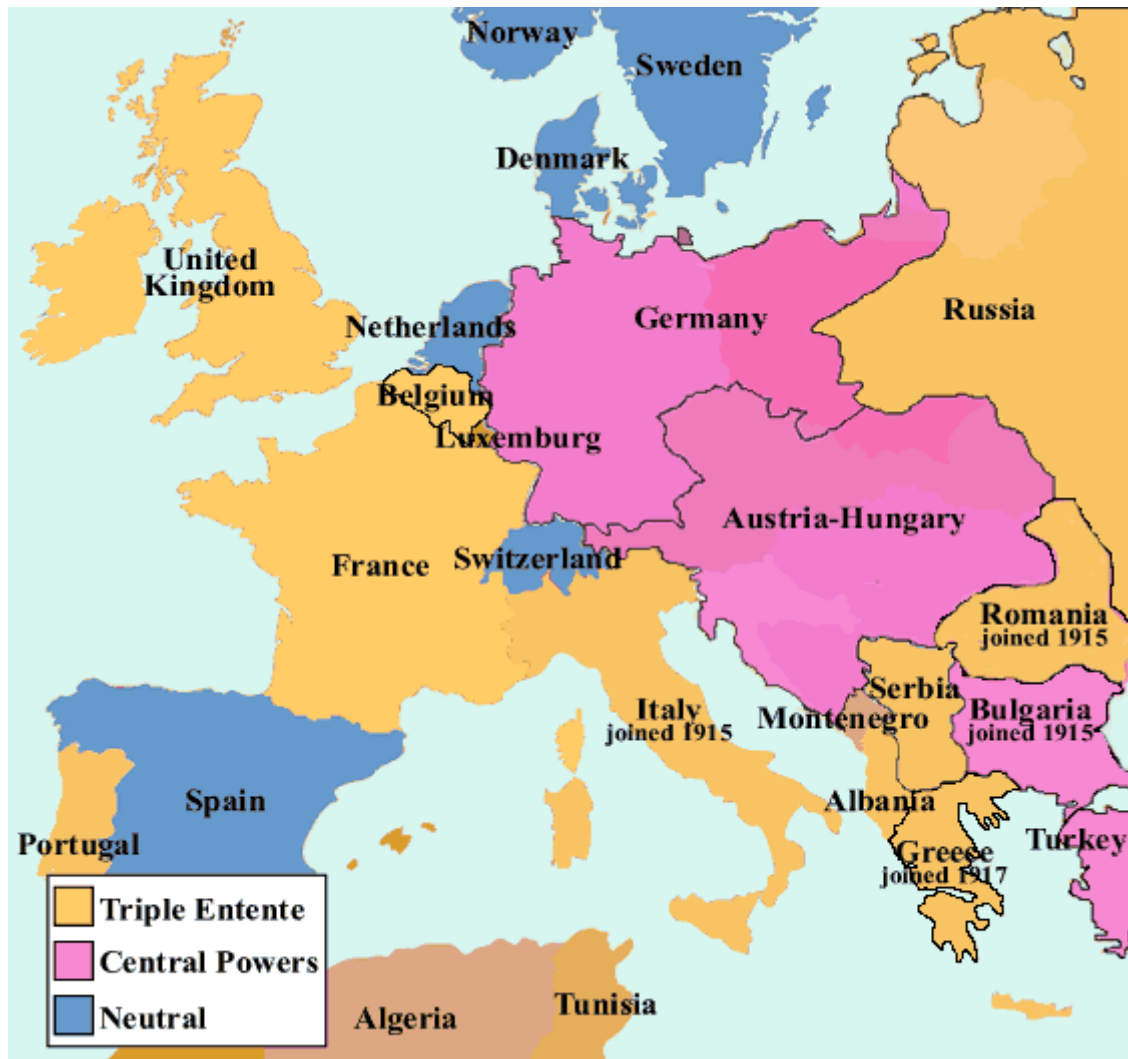 Norway
Sweden
Denmark
United
Kingdom
Netherlands
Germany
Russia
Belgium
Luxemburg
Austria-Hungary
France
Switzerland
Romania
joined 1915
Serbia
Italy
joined 1915
Montenegro
Bulgaria
joined 1915
Spain
Albania
Portugal
Greece
joined 1917
Turkey
Triple Entente
Central Powers
Neutral
Algeria
Tunisia